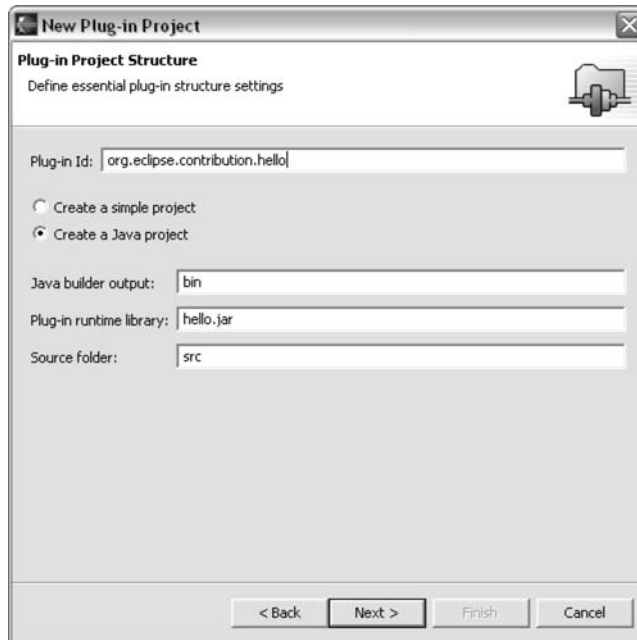 New Plug-in Project
Plug-in Project Structure
Define essential plug-in structure settings
Plug-in Id: org.eclipse.contribution.hello
Create a simple project
Create a Java project
Java builder output: bin
Plug-in runtime library: hello.jar
Source folder: src
< Back Next > Finish Cancel